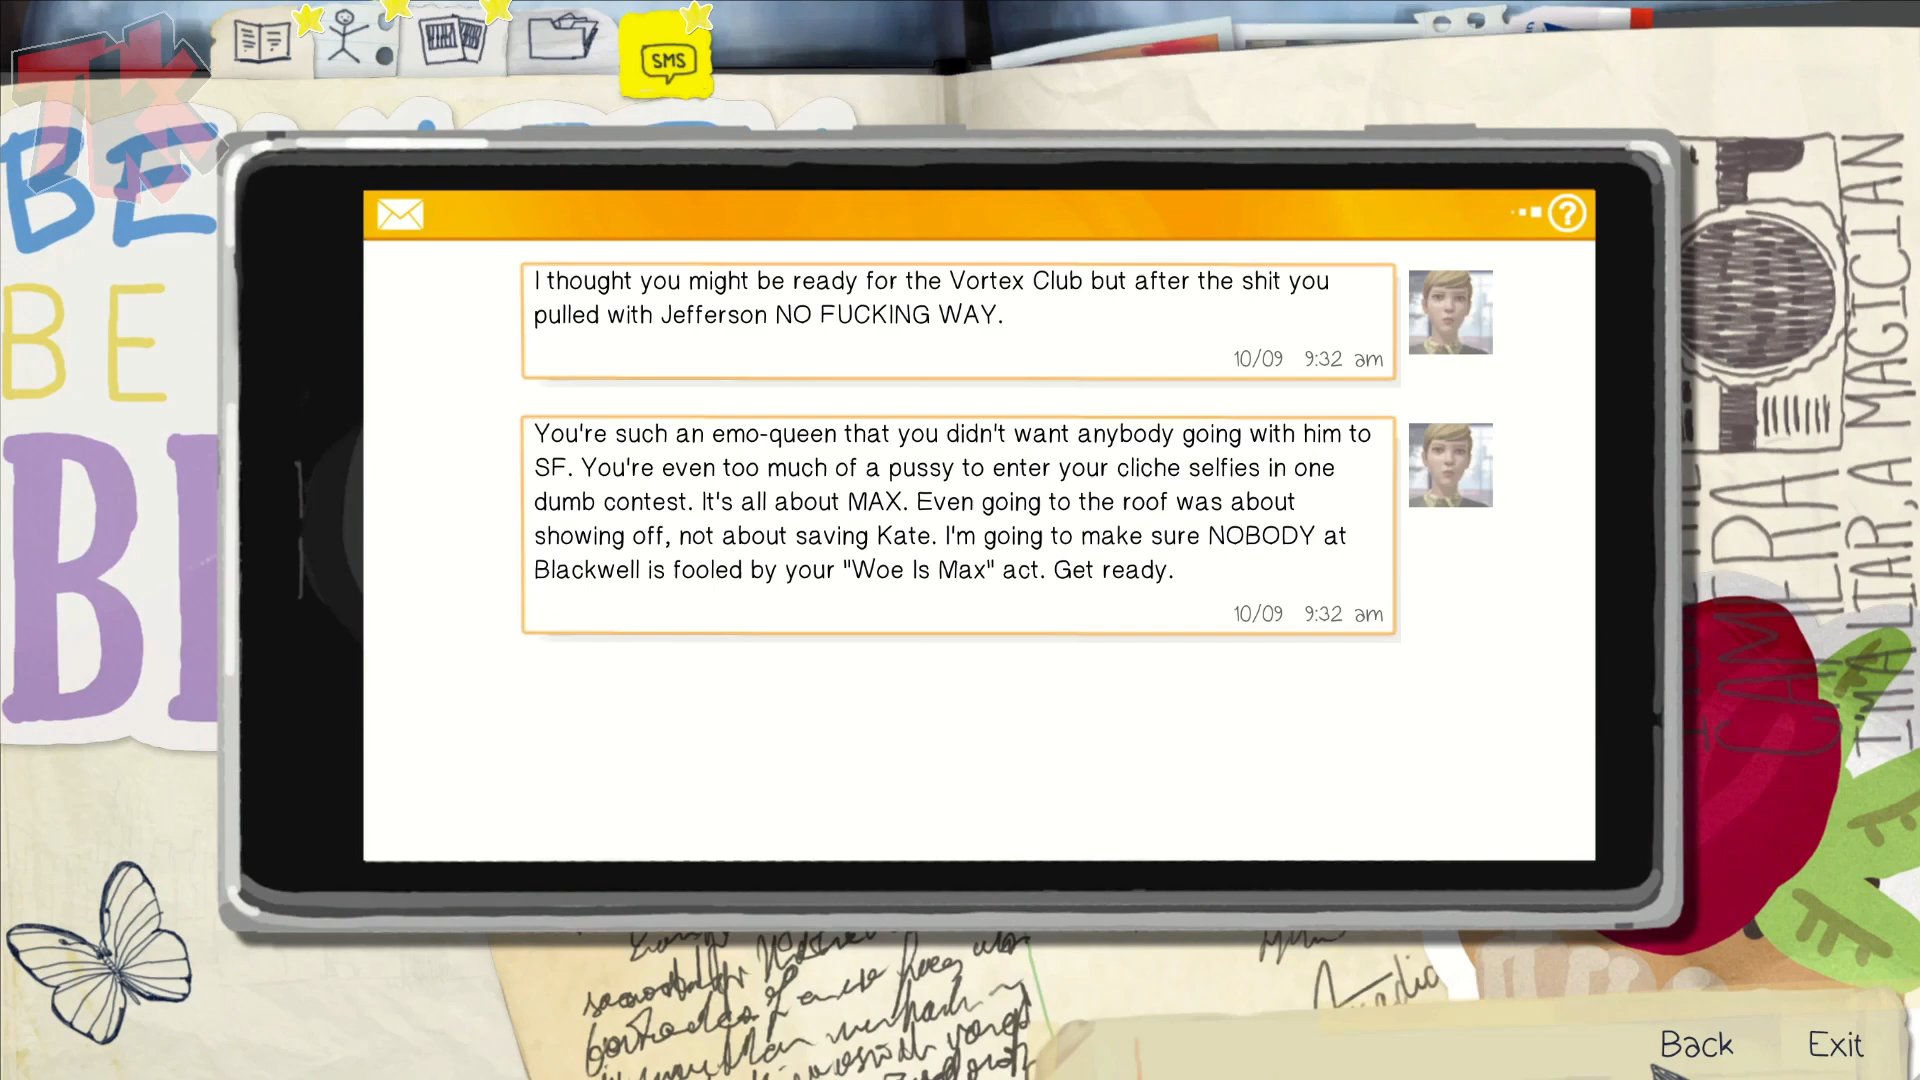 SMS
TK
BE
BE
I thought you might be ready for the Vortex Club but after the shit you
pulled with Jefferson NO FUCKING WAY.
10/09 9:32 am
You're such an emo-queen that you didn't want anybody going with him to
SF. You're even too much of a pussy to enter your cliche selfies in one
dumb contest. It's all about MAX. Even going to the roof was about
showing off, not about saving Kate. I'm going to make sure NOBODY at
Blackwell is fooled by your "Woe Is Max" act. Get ready.
10/09 9:32 am
CAMERA
I'M A LIAR, A MAGICIAN
Back
Exit